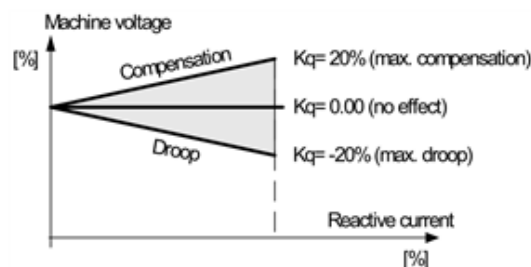 Machine voltage
[%]
Compensation
Kq= 20% (max. compensation)
Kq= 0.00 (no effect)
Droop
Kq= -20% (max. droop)
Reactive current
[%]